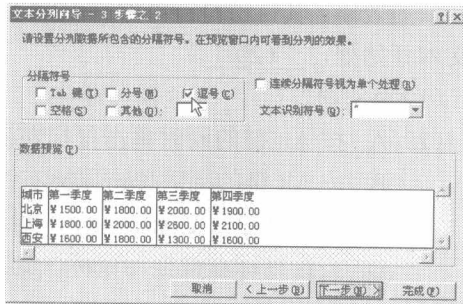 文本分列向导 - 3 步骤之 2
请设置分列数据所包含的分隔符号。在预览窗口内可看到分列的效果。
分隔符号
Tab 键(T) 分号(M) 逗号(C)
空格(S) 其他(O):
连续分隔符号视为单个处理(R)
文本识别符号(Q): "
数据预览(P)
城市 第一季度 第二季度 第三季度 第四季度
北京 ¥1500.00 ¥1800.00 ¥2000.00 ¥1900.00
上海 ¥1800.00 ¥2000.00 ¥2600.00 ¥2100.00
西安 ¥1600.00 ¥1800.00 ¥1300.00 ¥1600.00
取消 <上一步(B) 下一步(N)> 完成(F)